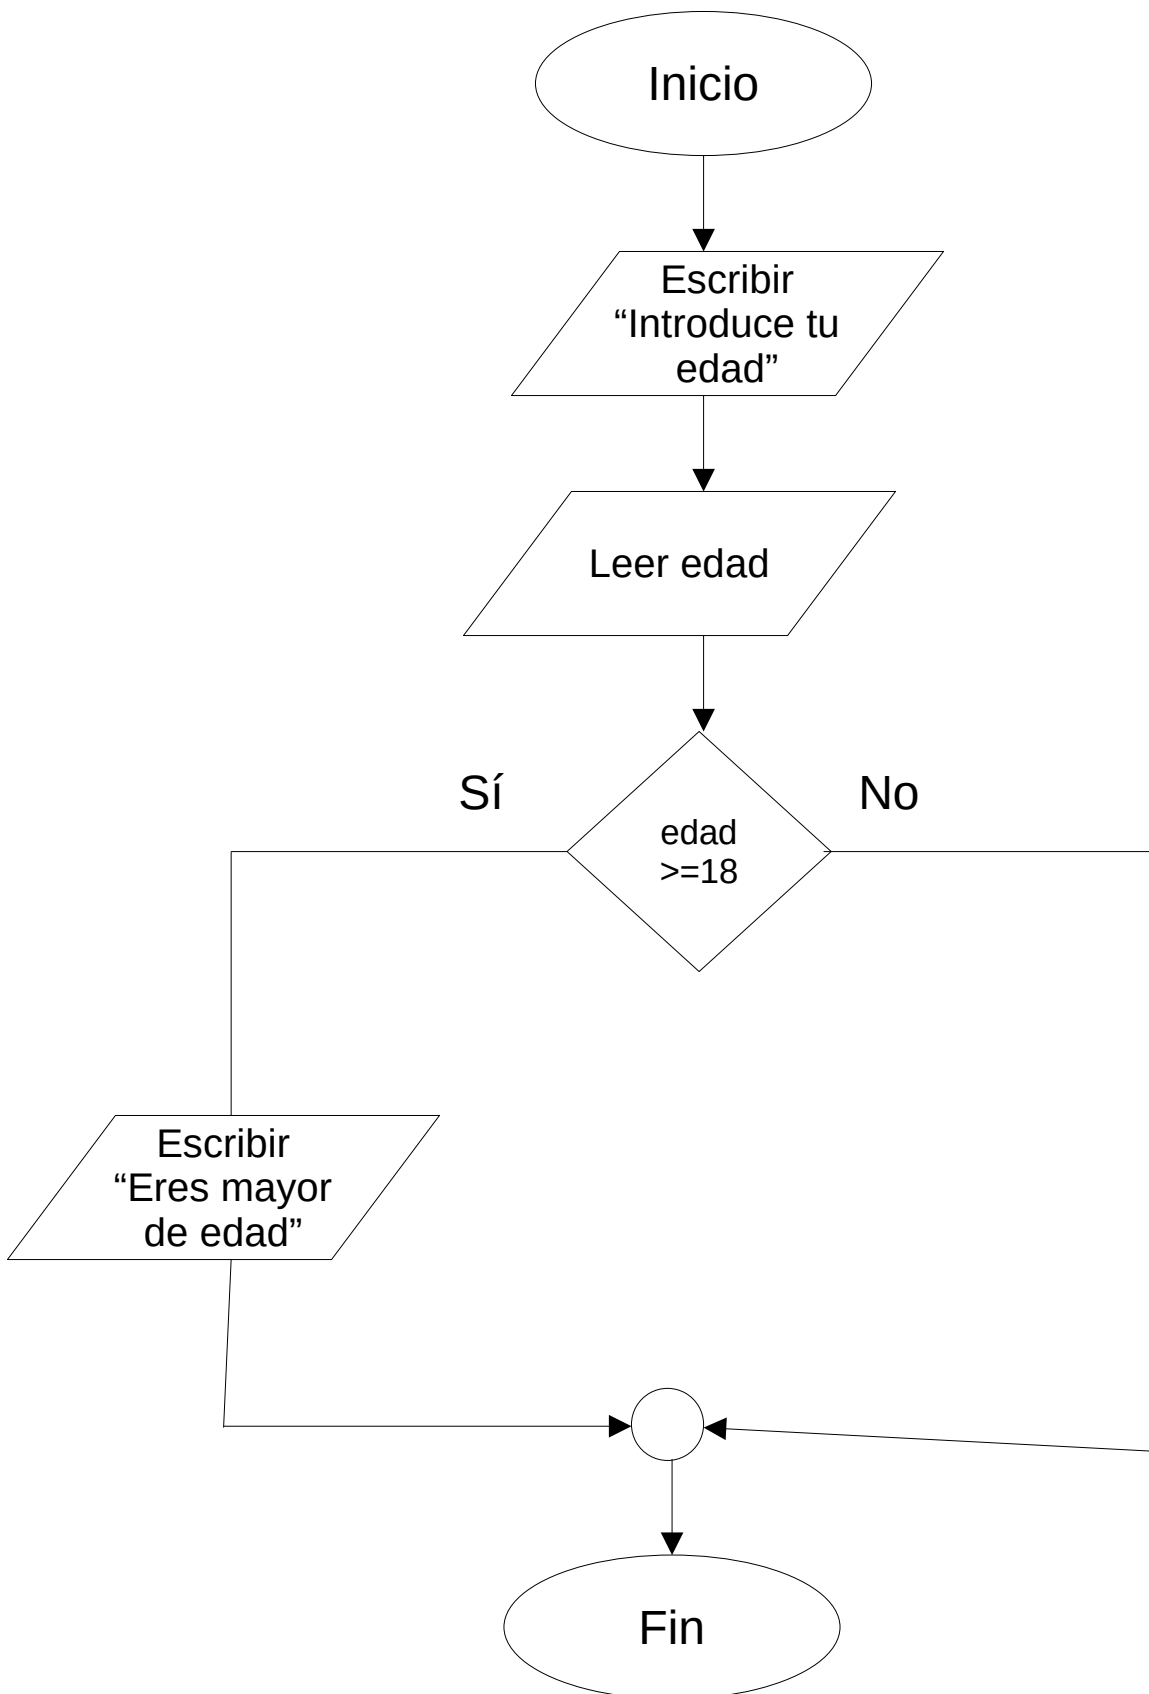 Inicio
Escribir
“Introduce tu
edad”
Leer edad
Sí
No
edad
>=18
Escribir
“Eres mayor
de edad”
Fin